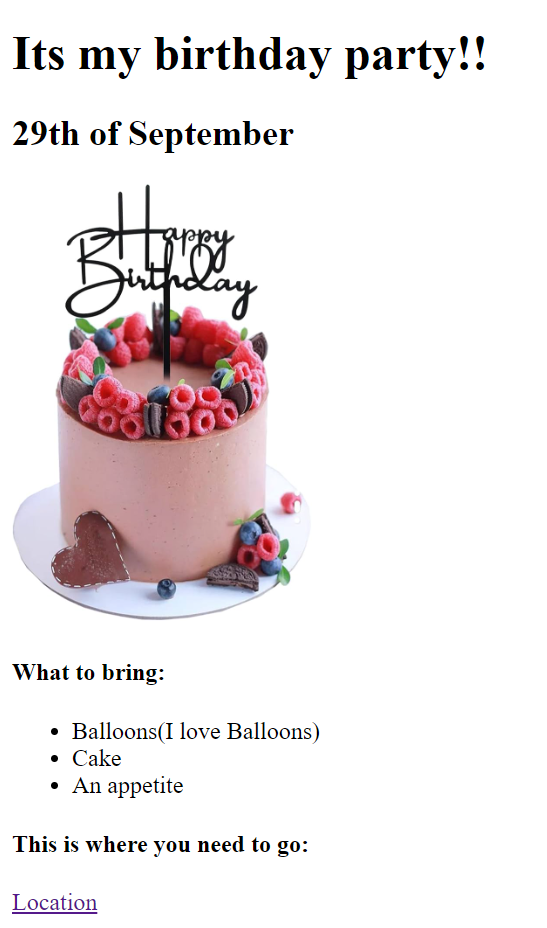 Its my birthday party!!
29th of September
Happy
Birthday
What to bring:
Balloons(I love Balloons)
Cake
An appetite
This is where you need to go:
Location